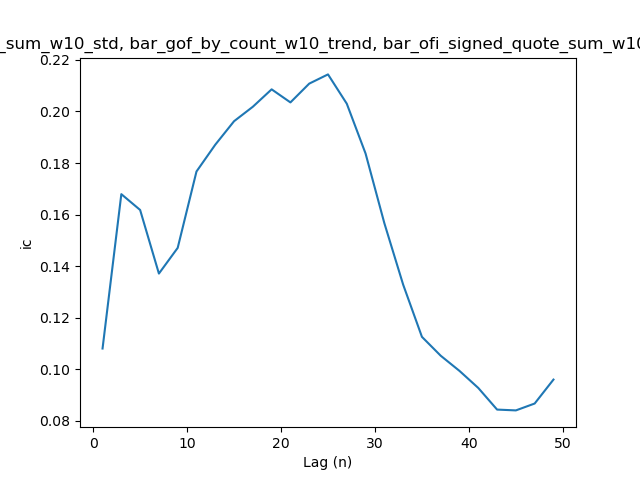 _sum_w10_std, bar_gof_by_count_w10_trend, bar_ofi_signed_quote_sum_w10
0.22
0.20
0.18
0.16
0.14
0.12
0.10
0.08
ic
0 10 20 30 40 50
Lag (n)